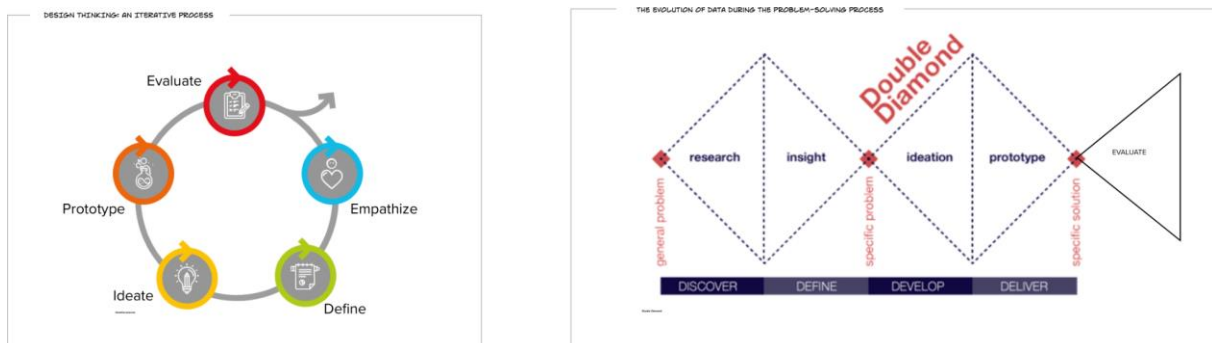 DESIGN THINKING: AN ITERATIVE PROCESS
Evaluate
Prototype
Empathize
Ideate
Define
THE EVOLUTION OF DATA DURING THE PROBLEM-SOLVING PROCESS
Double
Diamond
research
insight
ideation
prototype
EVALUATE
general problem
specific problem
specific solution
DISCOVER
DEFINE
DEVELOP
DELIVER